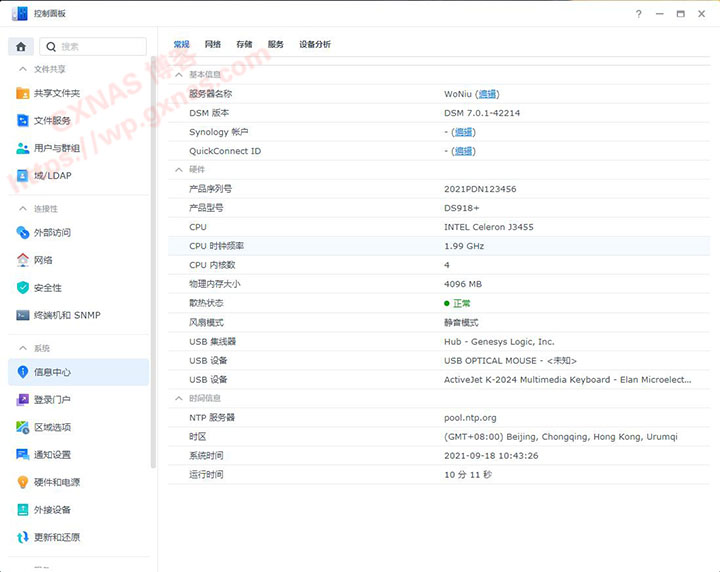 控制面板
搜索
常规 网络 存储 服务 设备分析
文件共享
共享文件夹
文件服务
用户与群组
域/LDAP
连接性
外部访问
网络
安全性
终端机和 SNMP
系统
信息中心
登录门户
区域选项
通知设置
硬件和电源
外接设备
更新和还原
基本信息
服务器名称 WoNiu (编辑)
DSM 版本 DSM 7.0.1-42214
Synology 帐户 - (编辑)
QuickConnect ID - (编辑)
硬件
产品序列号 2021PDN123456
产品型号 DS918+
CPU INTEL Celeron J3455
CPU 时钟频率 1.99 GHz
CPU 内核数 4
物理内存大小 4096 MB
散热状态 正常
风扇模式 静音模式
USB 集线器 Hub - Genesys Logic, Inc.
USB 设备 USB OPTICAL MOUSE - <未知>
USB 设备 ActiveJet K-2024 Multimedia Keyboard - Elan Microelect...
时间信息
NTP 服务器 pool.ntp.org
时区 (GMT+08:00) Beijing, Chongqing, Hong Kong, Urumqi
系统时间 2021-09-18 10:43:26
运行时间 10 分 11 秒
GXNAS 博客
https://wp.gxnas.com